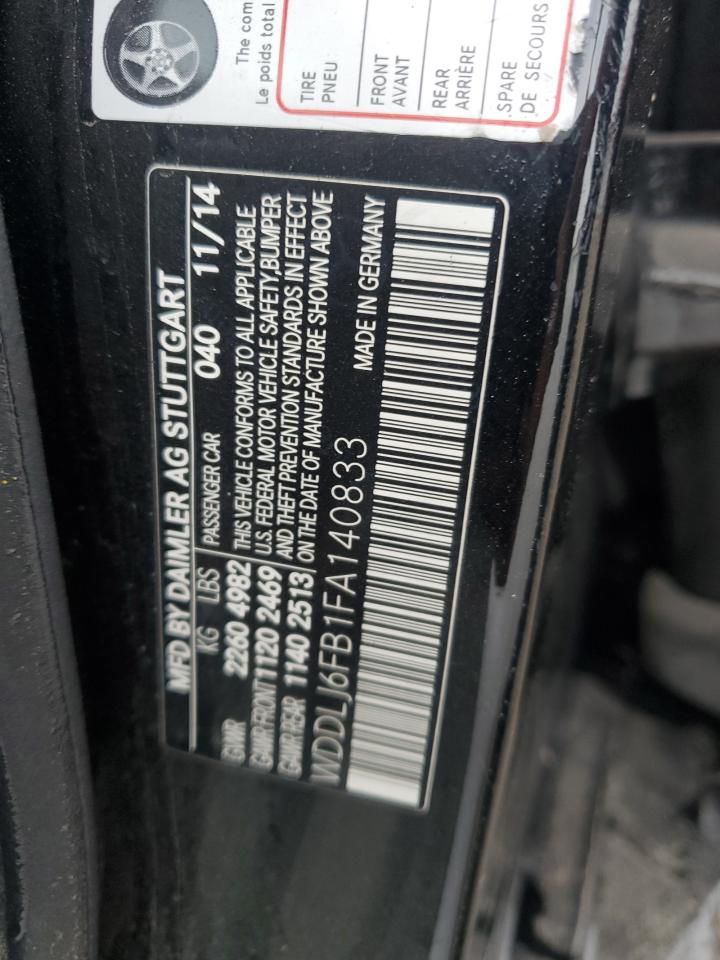 The com
Le poids total
TIRE
PNEU
FRONT
AVANT
REAR
ARRIÈRE
SPARE
DE SECOURS
MFD BY DAIMLER AG STUTTGART
KG LBS PASSENGER CAR 040 11/14
GVWR 2260 4982 THIS VEHICLE CONFORMS TO ALL APPLICABLE
GAWR FRONT 1120 2469 U.S. FEDERAL MOTOR VEHICLE SAFETY, BUMPER
GAWR REAR 1140 2513 AND THEFT PREVENTION STANDARDS IN EFFECT
ON THE DATE OF MANUFACTURE SHOWN ABOVE
WDDLJ6FB1FA140833 MADE IN GERMANY